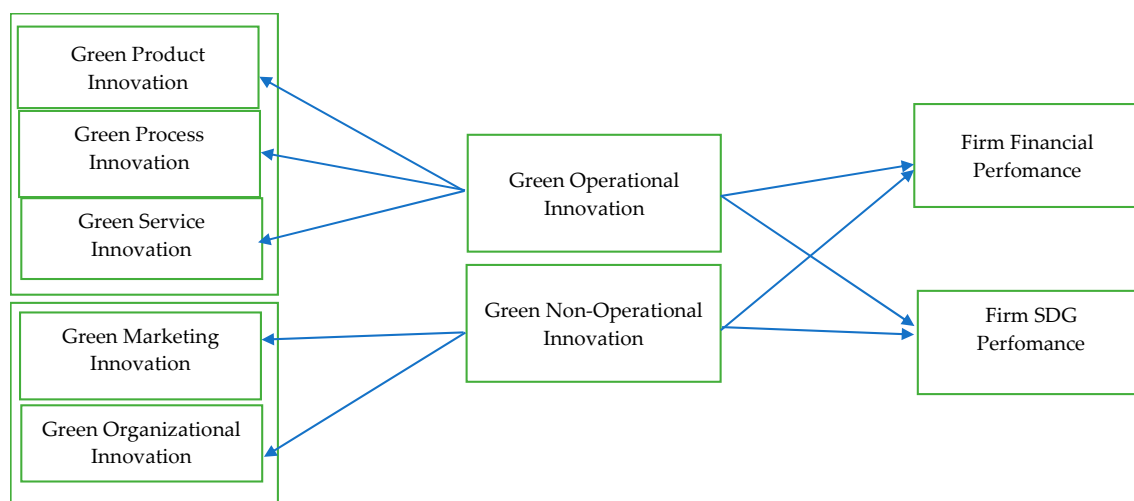 Green Product
Innovation
Green Process
Innovation
Green Service
Innovation
Green Marketing
Innovation
Green Organizational
Innovation
Green Operational
Innovation
Green Non-Operational
Innovation
Firm Financial
Perfomance
Firm SDG
Perfomance